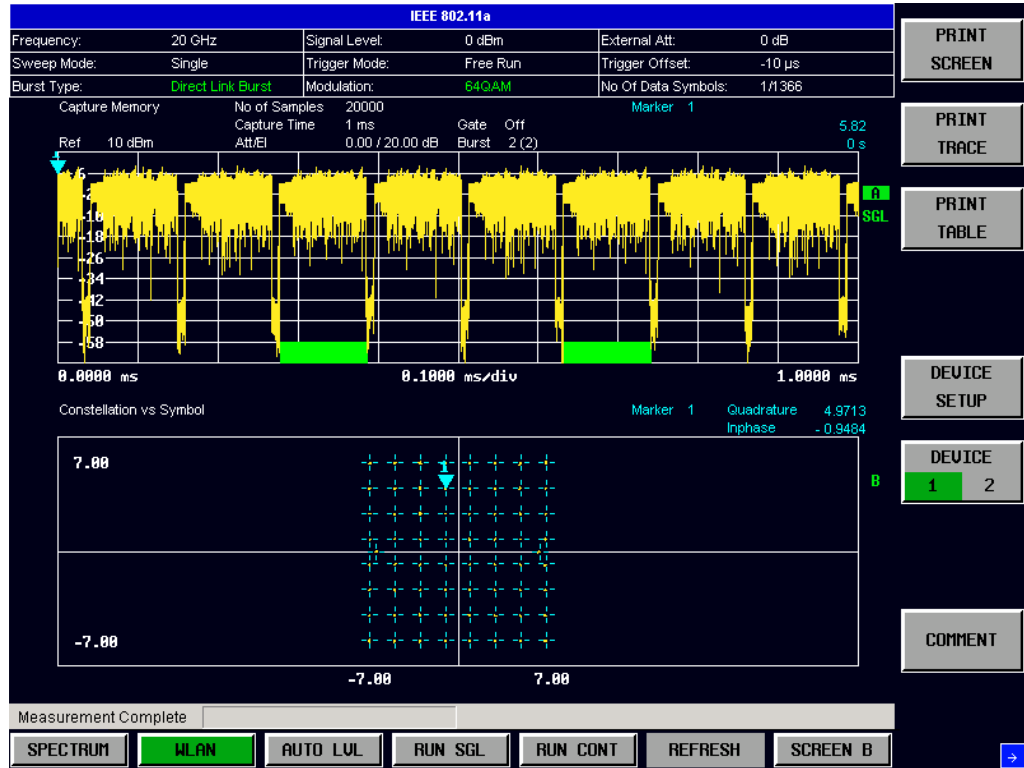 IEEE 802.11a
Frequency: 20 GHz Signal Level: 0 dBm External Att: 0 dB
Sweep Mode: Single Trigger Mode: Free Run Trigger Offset: -10 µs
Burst Type: Direct Link Burst Modulation: 64QAM No Of Data Symbols: 1/1366
Capture Memory No of Samples 20000 Marker 1
Capture Time 1 ms Gate Off 5.82
Ref 10 dBm Att/El 0.00 / 20.00 dB Burst 2 (2) 0 s
1
-6
A
-10
SGL
-18
-26
-34
-42
-50
-58
0.0000 ms 0.1000 ms/div 1.0000 ms
Constellation vs Symbol Marker 1 Quadrature 4.9713
Inphase - 0.9484
7.00
1
B
-7.00
-7.00 7.00
Measurement Complete
SPECTRUM WLAN AUTO LVL RUN SGL RUN CONT REFRESH SCREEN B
PRINT
SCREEN
PRINT
TRACE
PRINT
TABLE
DEVICE
SETUP
DEVICE
1 2
COMMENT